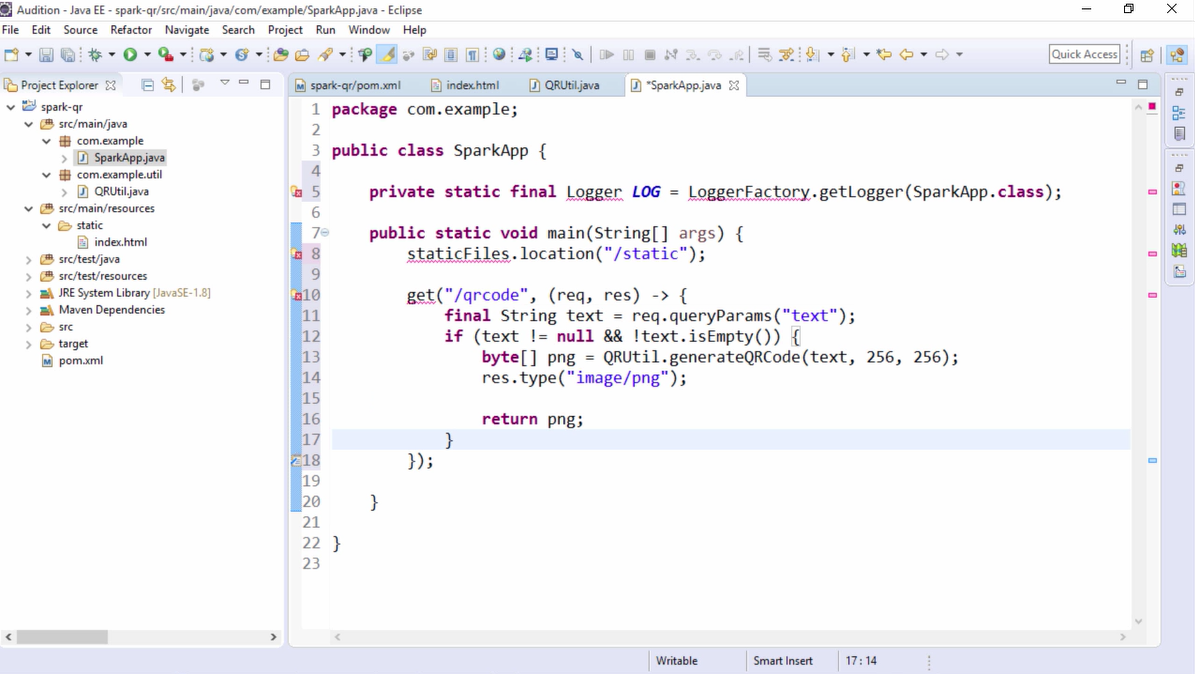 Audition - Java EE - spark-qr/src/main/java/com/example/SparkApp.java - Eclipse
File Edit Source Refactor Navigate Search Project Run Window Help
Quick Access
Project Explorer
spark-qr
src/main/java
com.example
SparkApp.java
com.example.util
QRUtil.java
src/main/resources
static
index.html
src/test/java
src/test/resources
JRE System Library [JavaSE-1.8]
Maven Dependencies
src
target
pom.xml
spark-qr/pom.xml index.html QRUtil.java *SparkApp.java
1 package com.example;
2
3 public class SparkApp {
4
5 private static final Logger LOG = LoggerFactory.getLogger(SparkApp.class);
6
7 public static void main(String[] args) {
8 staticFiles.location("/static");
9
10 get("/qrcode", (req, res) -> {
11 final String text = req.queryParams("text");
12 if (text != null && !text.isEmpty()) {
13 byte[] png = QRUtil.generateQRCode(text, 256, 256);
14 res.type("image/png");
15
16 return png;
17 }
18 });
19
20 }
21
22 }
23
Writable Smart Insert 17 : 14